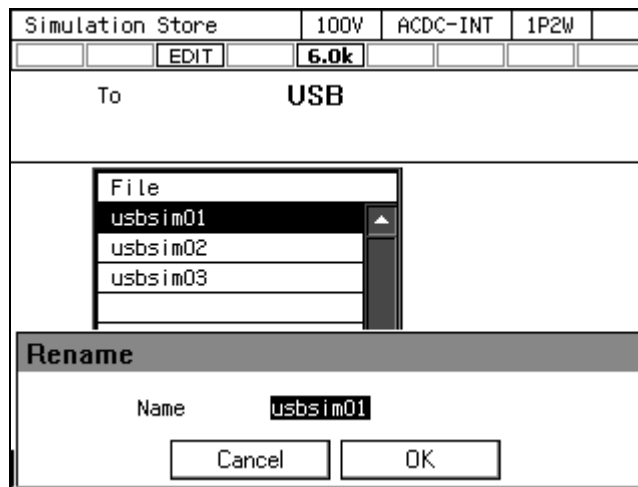 Simulation Store 100V ACDC-INT 1P2W
EDIT 6.0k
To USB
File
usbsim01
usbsim02
usbsim03
Rename
Name usbsim01
Cancel OK